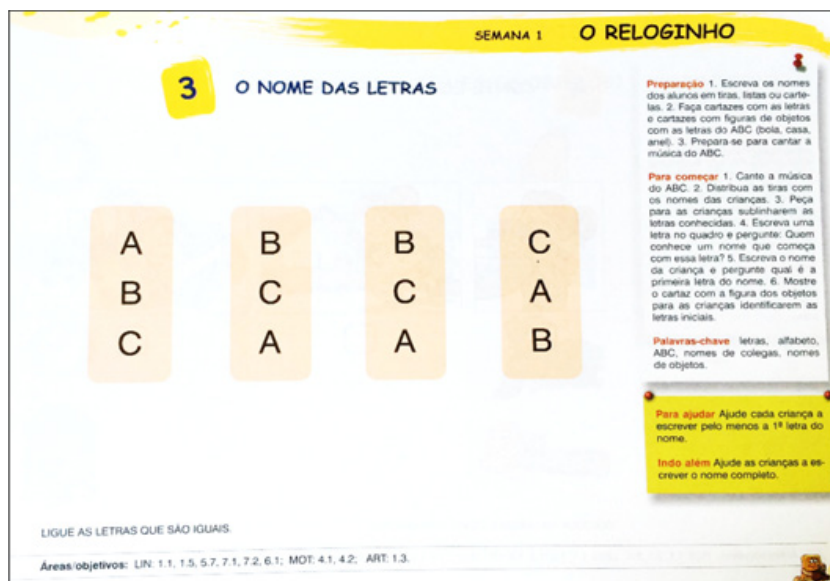 SEMANA 1 O RELOGINHO
3 O NOME DAS LETRAS
A B B C
B C C A
C A A B
Preparação 1. Escreva os nomes
dos alunos em tiras, listas ou carte-
las. 2. Faça cartazes com as letras
e cartazes com figuras de objetos
com as letras do ABC (bola, casa,
anel). 3. Prepara-se para cantar a
música do ABC.
Para começar 1. Cante a música
do ABC. 2. Distribua as tiras com
os nomes das crianças. 3. Peça
para as crianças sublinharem as
letras conhecidas. 4. Escreva uma
letra no quadro e pergunte: Quem
conhece um nome que começa
com essa letra? 5. Escreva o nome
da criança e pergunte qual é a
primeira letra do nome. 6. Mostre
o cartaz com a figura dos objetos
para as crianças identificarem as
letras iniciais.
Palavras-chave letras, alfabeto,
ABC, nomes de colegas, nomes
de objetos.
Para ajudar Ajude cada criança a
escrever pelo menos a 1ª letra do
nome.
Indo além Ajude as crianças a es-
crever o nome completo.
LIGUE AS LETRAS QUE SÃO IGUAIS.
Áreas/objetivos: LIN: 1.1, 1.5, 5.7, 7.1, 7.2, 6.1; MOT: 4.1, 4.2; ART: 1.3.